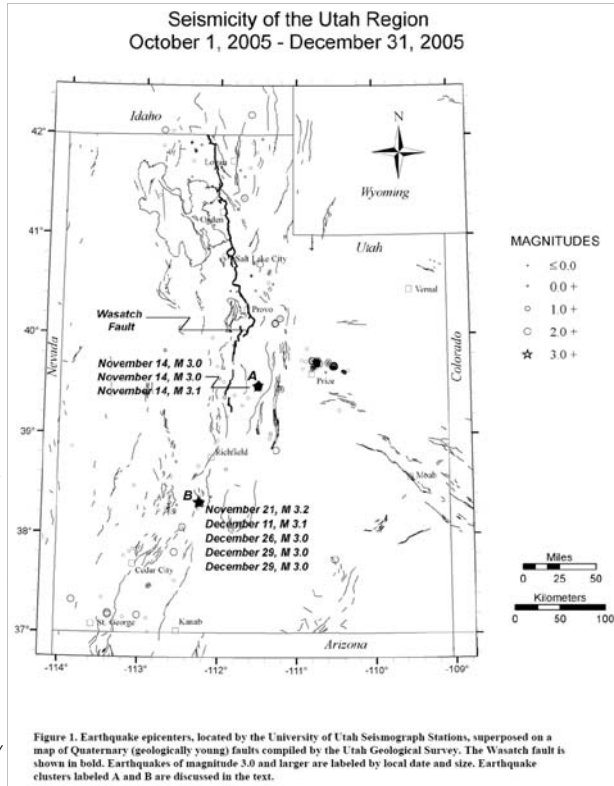 Seismicity of the Utah Region
October 1, 2005 - December 31, 2005
Idaho
42°
Logan
N
Wyoming
Ogden
41°
Salt Lake City
Utah
Vernal
Provo
Wasatch
Fault
40°
Nevada
Colorado
MAGNITUDES
≤0.0
0.0 +
1.0 +
2.0 +
3.0 +
November 14, M 3.0
November 14, M 3.0
November 14, M 3.1
A
Price
39°
Richfield
Moab
B
November 21, M 3.2
December 11, M 3.1
December 26, M 3.0
December 29, M 3.0
December 29, M 3.0
38°
Cedar City
Miles
0 25 50
Kilometers
0 50 100
St. George
Kanab
37°
Arizona
-114° -113° -112° -111° -110° -109°
Figure 1. Earthquake epicenters, located by the University of Utah Seismograph Stations, superposed on a
map of Quaternary (geologically young) faults compiled by the Utah Geological Survey. The Wasatch fault is
shown in bold. Earthquakes of magnitude 3.0 and larger are labeled by local date and size. Earthquake
clusters labeled A and B are discussed in the text.